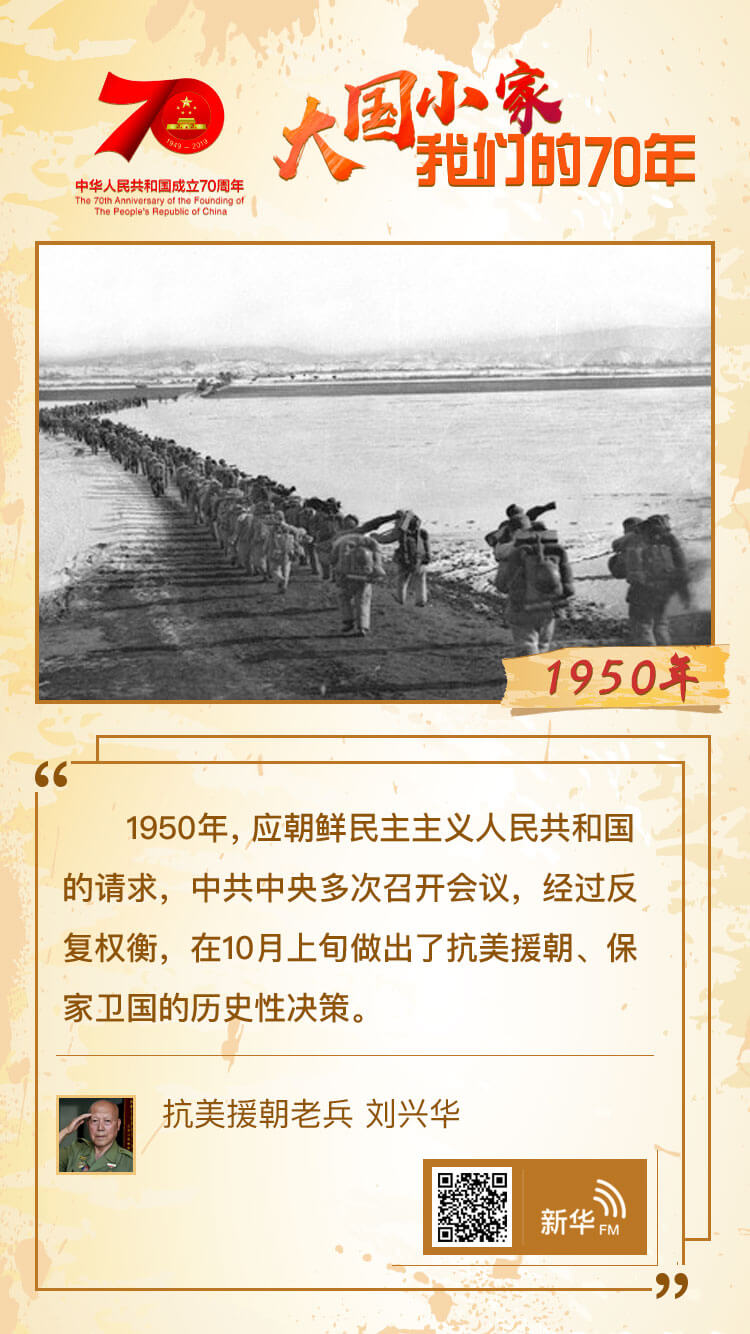 1949－2019
中华人民共和国成立70周年
The 70th Anniversary of the Founding of
The People's Republic of China
大国小家
我们的70年
1950年
“
1950年，应朝鲜民主主义人民共和国
的请求，中共中央多次召开会议，经过反
复权衡，在10月上旬做出了抗美援朝、保
家卫国的历史性决策。
抗美援朝老兵 刘兴华
新华FM
”